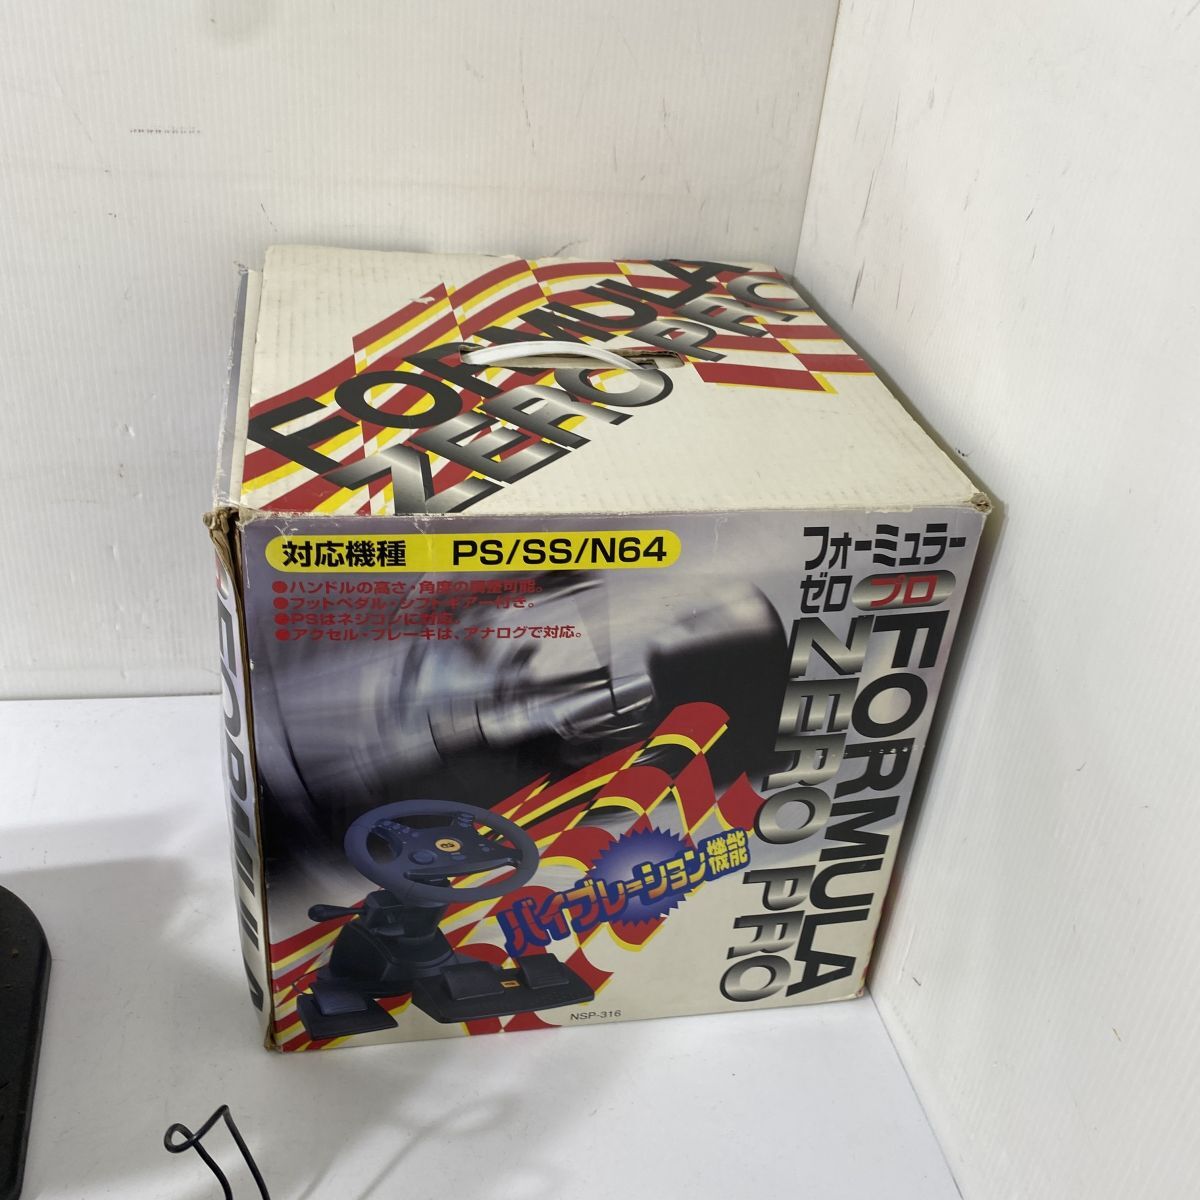 FORMULA
ZERO PRO
対応機種 PS/SS/N64
●ハンドルの高さ・角度の調整可能。
●フットペダル・シフトギアー付き。
●PSはネジコンに対応。
●アクセル・ブレーキは、アナログで対応。
フォーミュラー
ゼロ プロ
FORMULA
ZERO PRO
バイブレーション機能
NSP-316
FORMULA